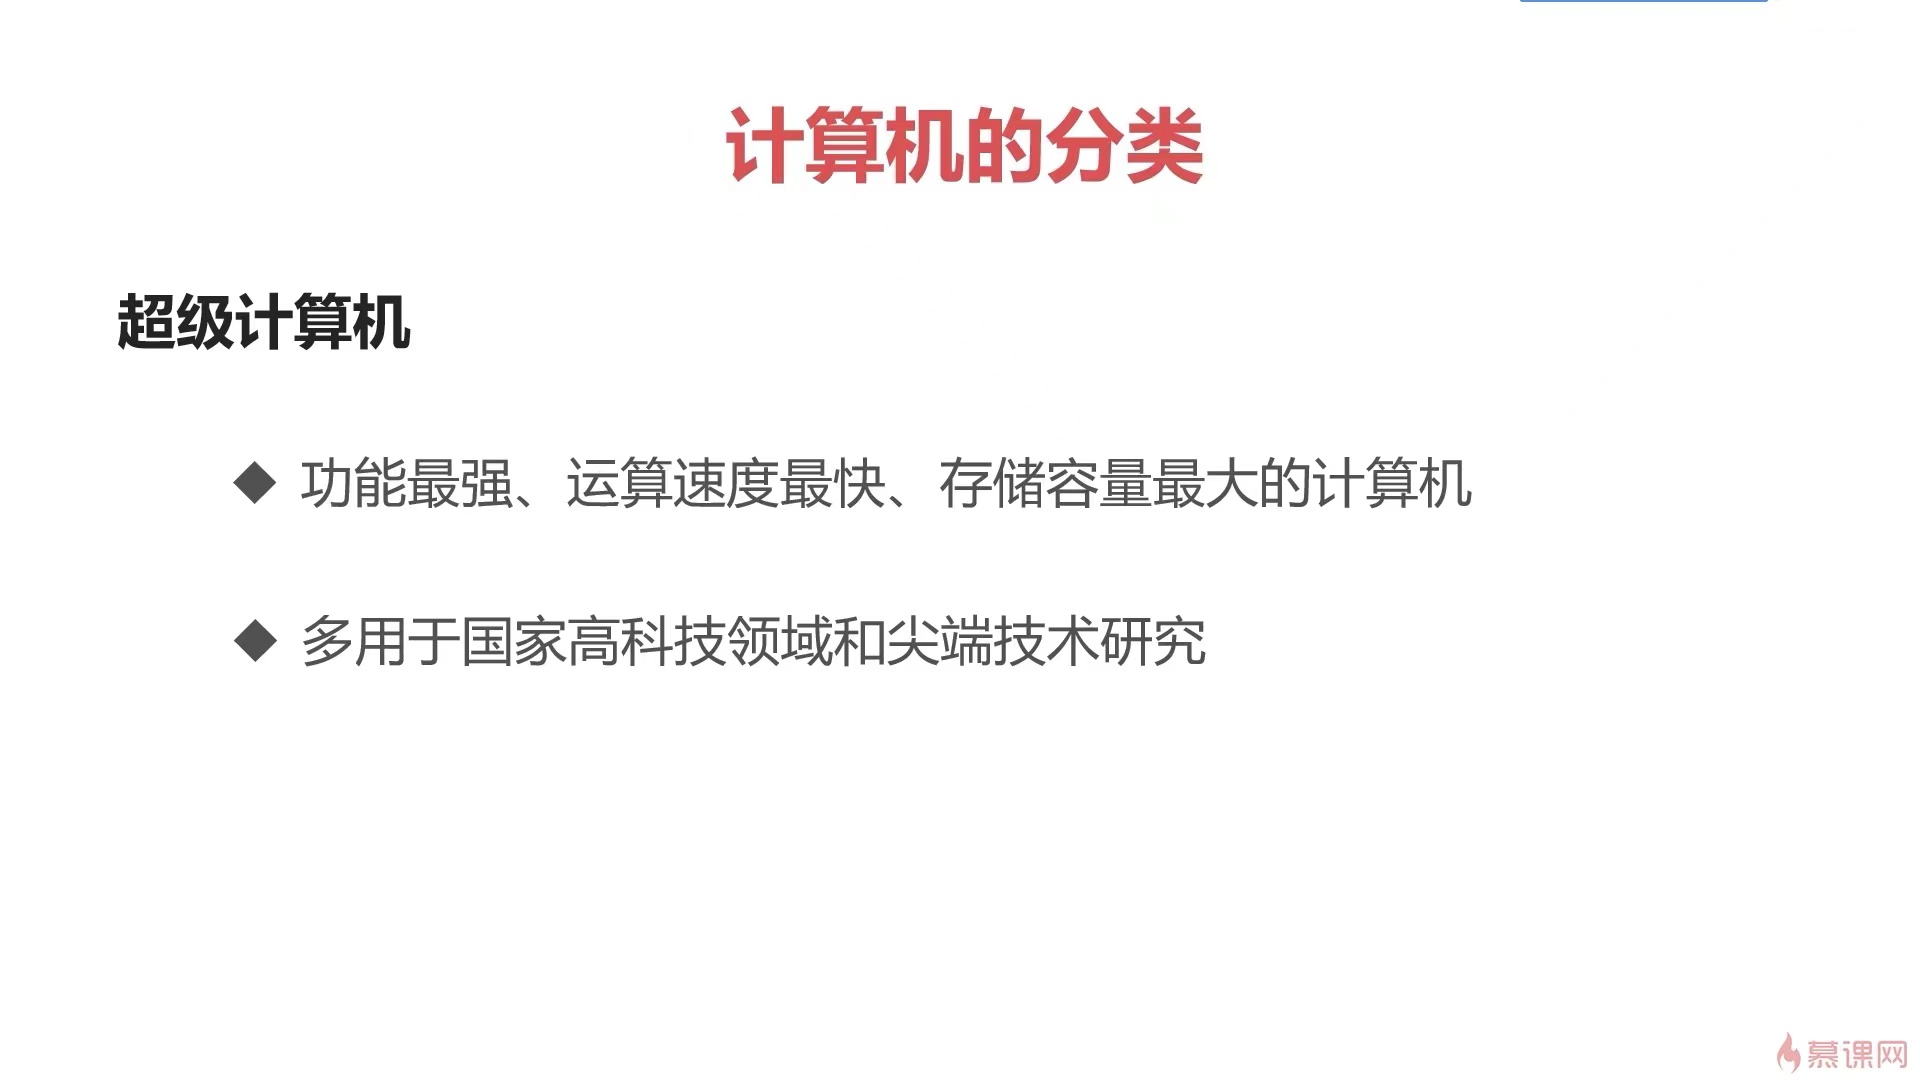 计算机的分类
超级计算机
◆ 功能最强、运算速度最快、存储容量最大的计算机
◆ 多用于国家高科技领域和尖端技术研究
慕课网